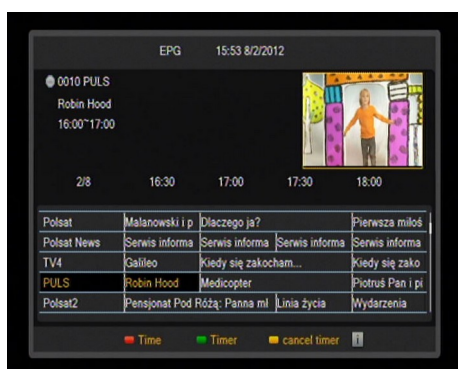 EPG 15:53 8/2/2012
0010 PULS
Robin Hood
16:00~17:00
2/8 16:30 17:00 17:30 18:00
Polsat Malanowski i p Dlaczego ja? Pierwsza miłoś
Polsat News Serwis informa Serwis informa Serwis informa Serwis informa
TV4 Galileo Kiedy się zakocham... Kiedy się zako
PULS Robin Hood Medicopter Piotruś Pan i pi
Polsat2 Pensjonat Pod Różą: Panna mł Linia życia Wydarzenia
Time Timer cancel timer i